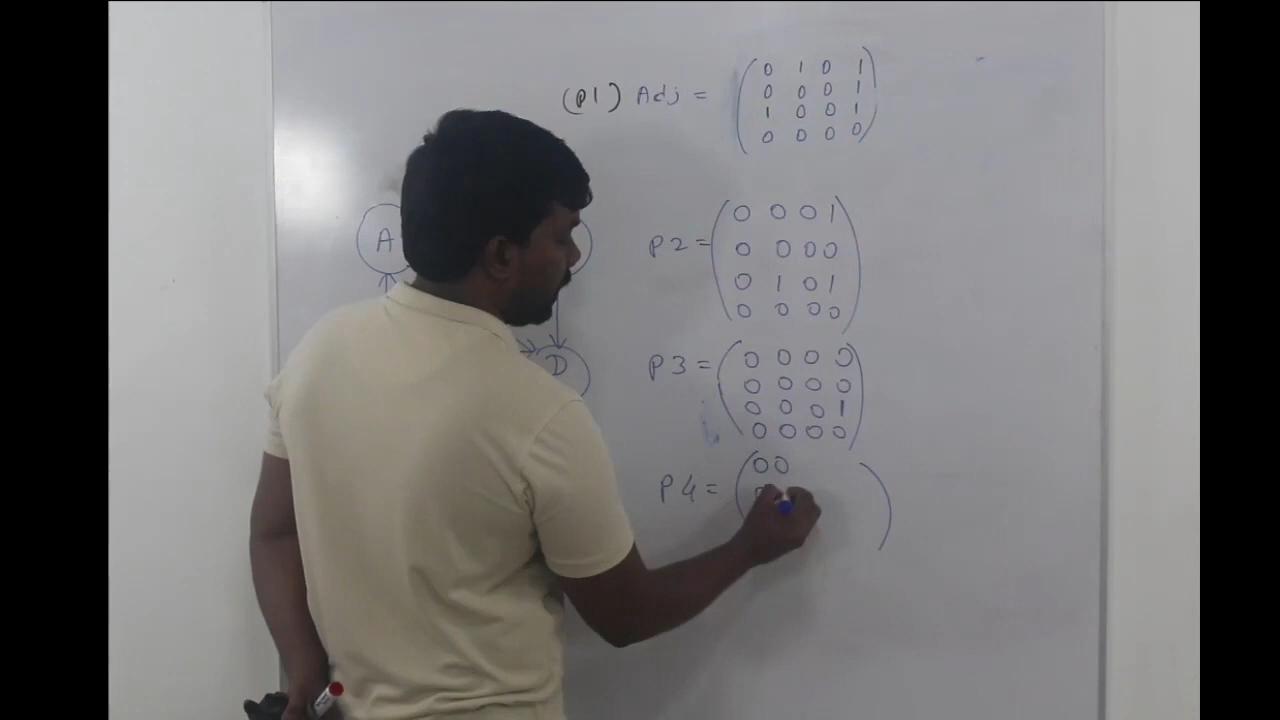 (P1) Adj =
0 1 0 1
0 0 0 1
1 0 0 1
0 0 0 0
A
P2 =
0 0 0 1
0 0 0 0
0 1 0 1
0 0 0 0
D
P3 =
0 0 0 0
0 0 0 0
0 0 0 1
0 0 0 0
P4 =
0 0